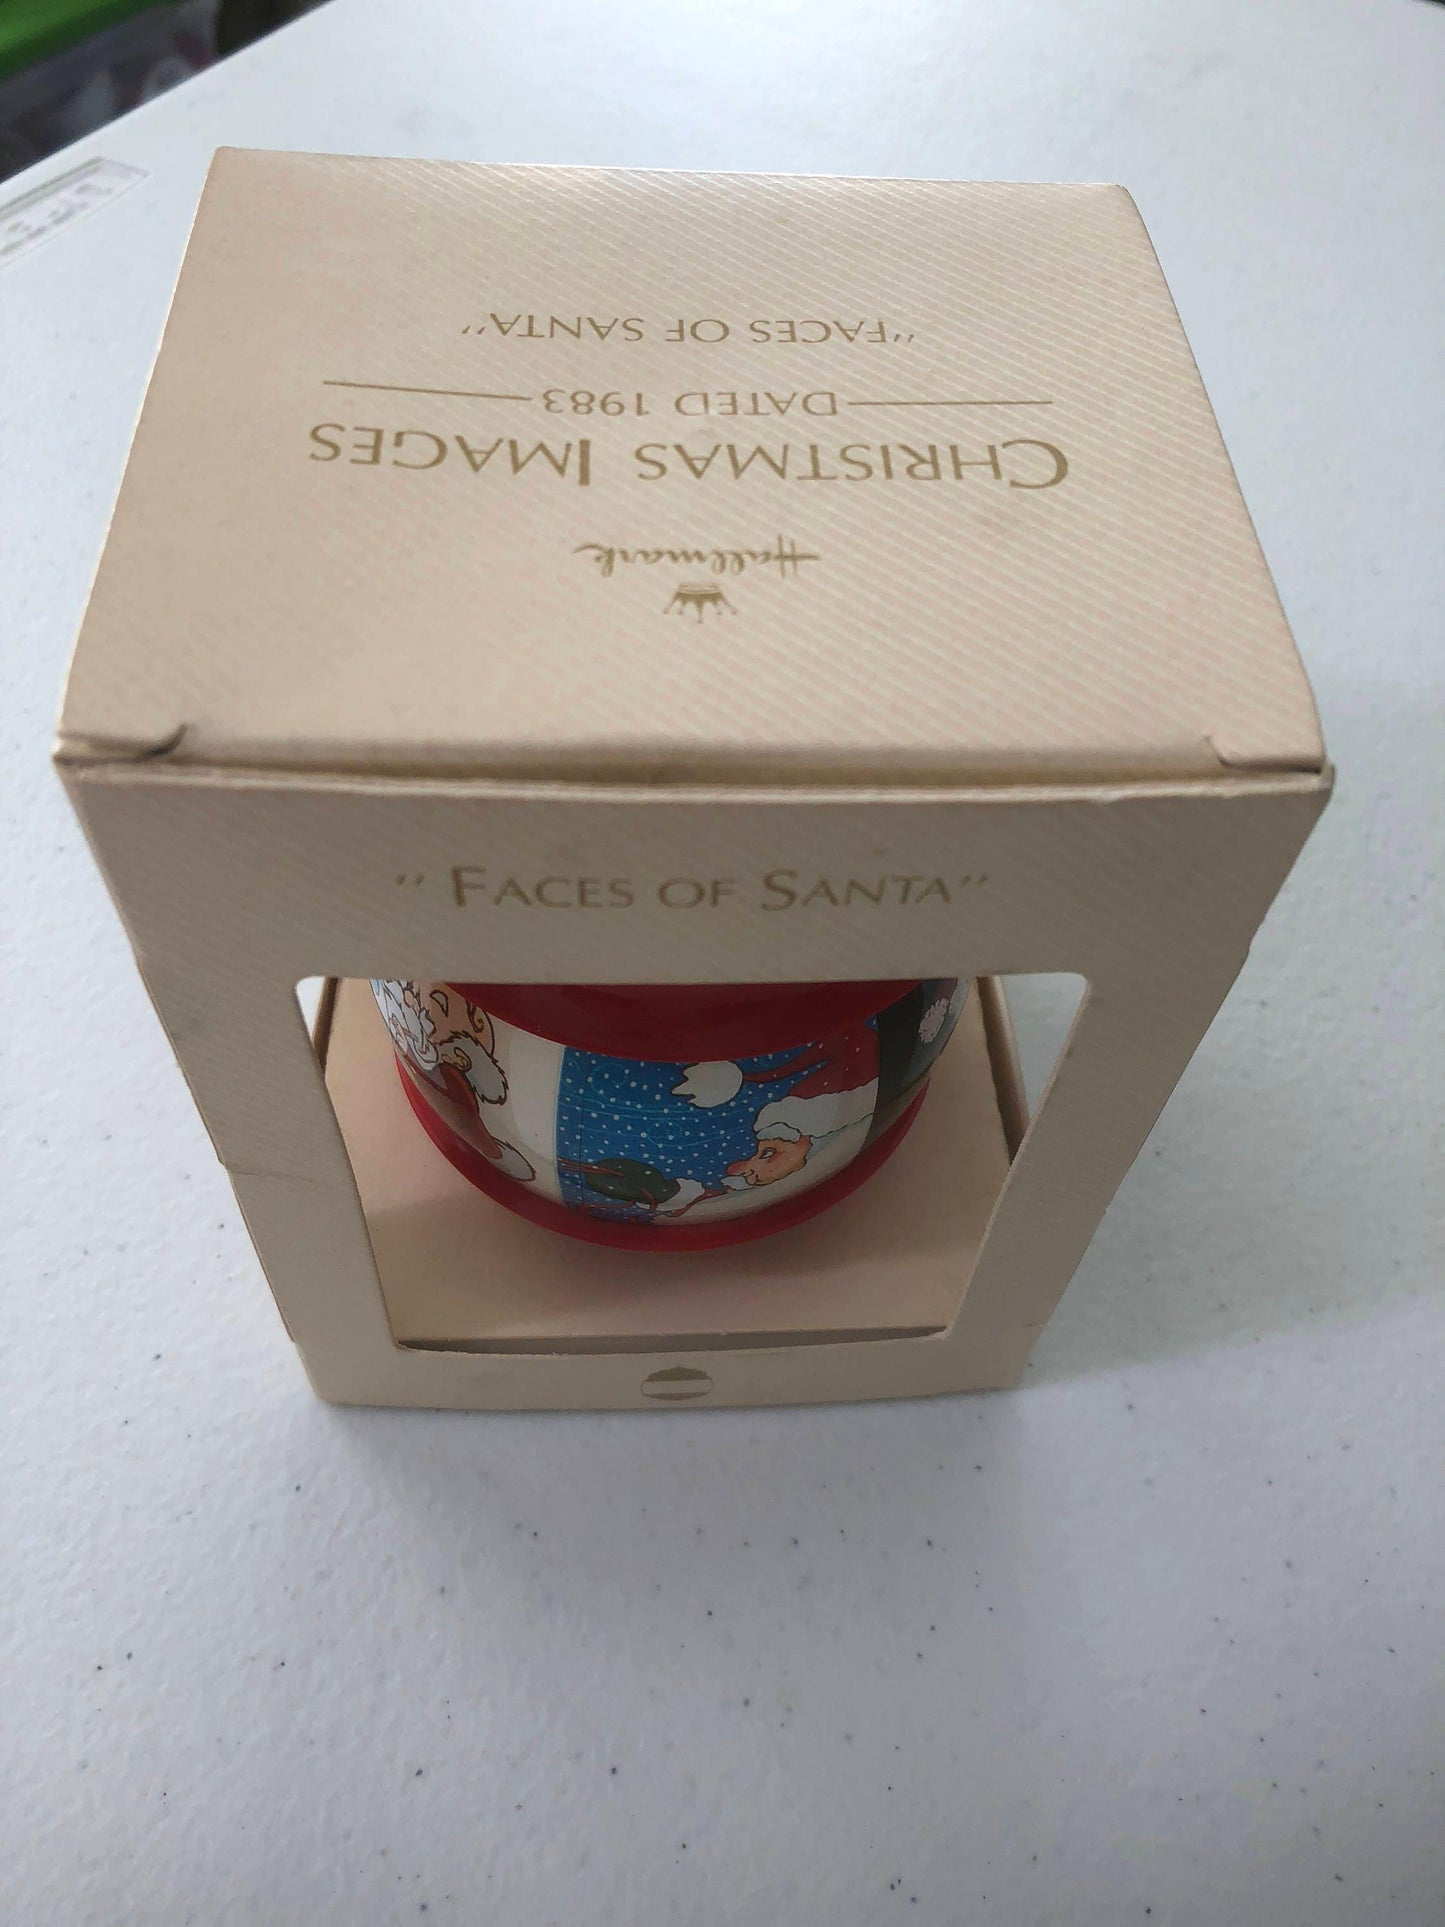 Hallmark
CHRISTMAS IMAGES
DATED 1983
"FACES OF SANTA"
"FACES OF SANTA"